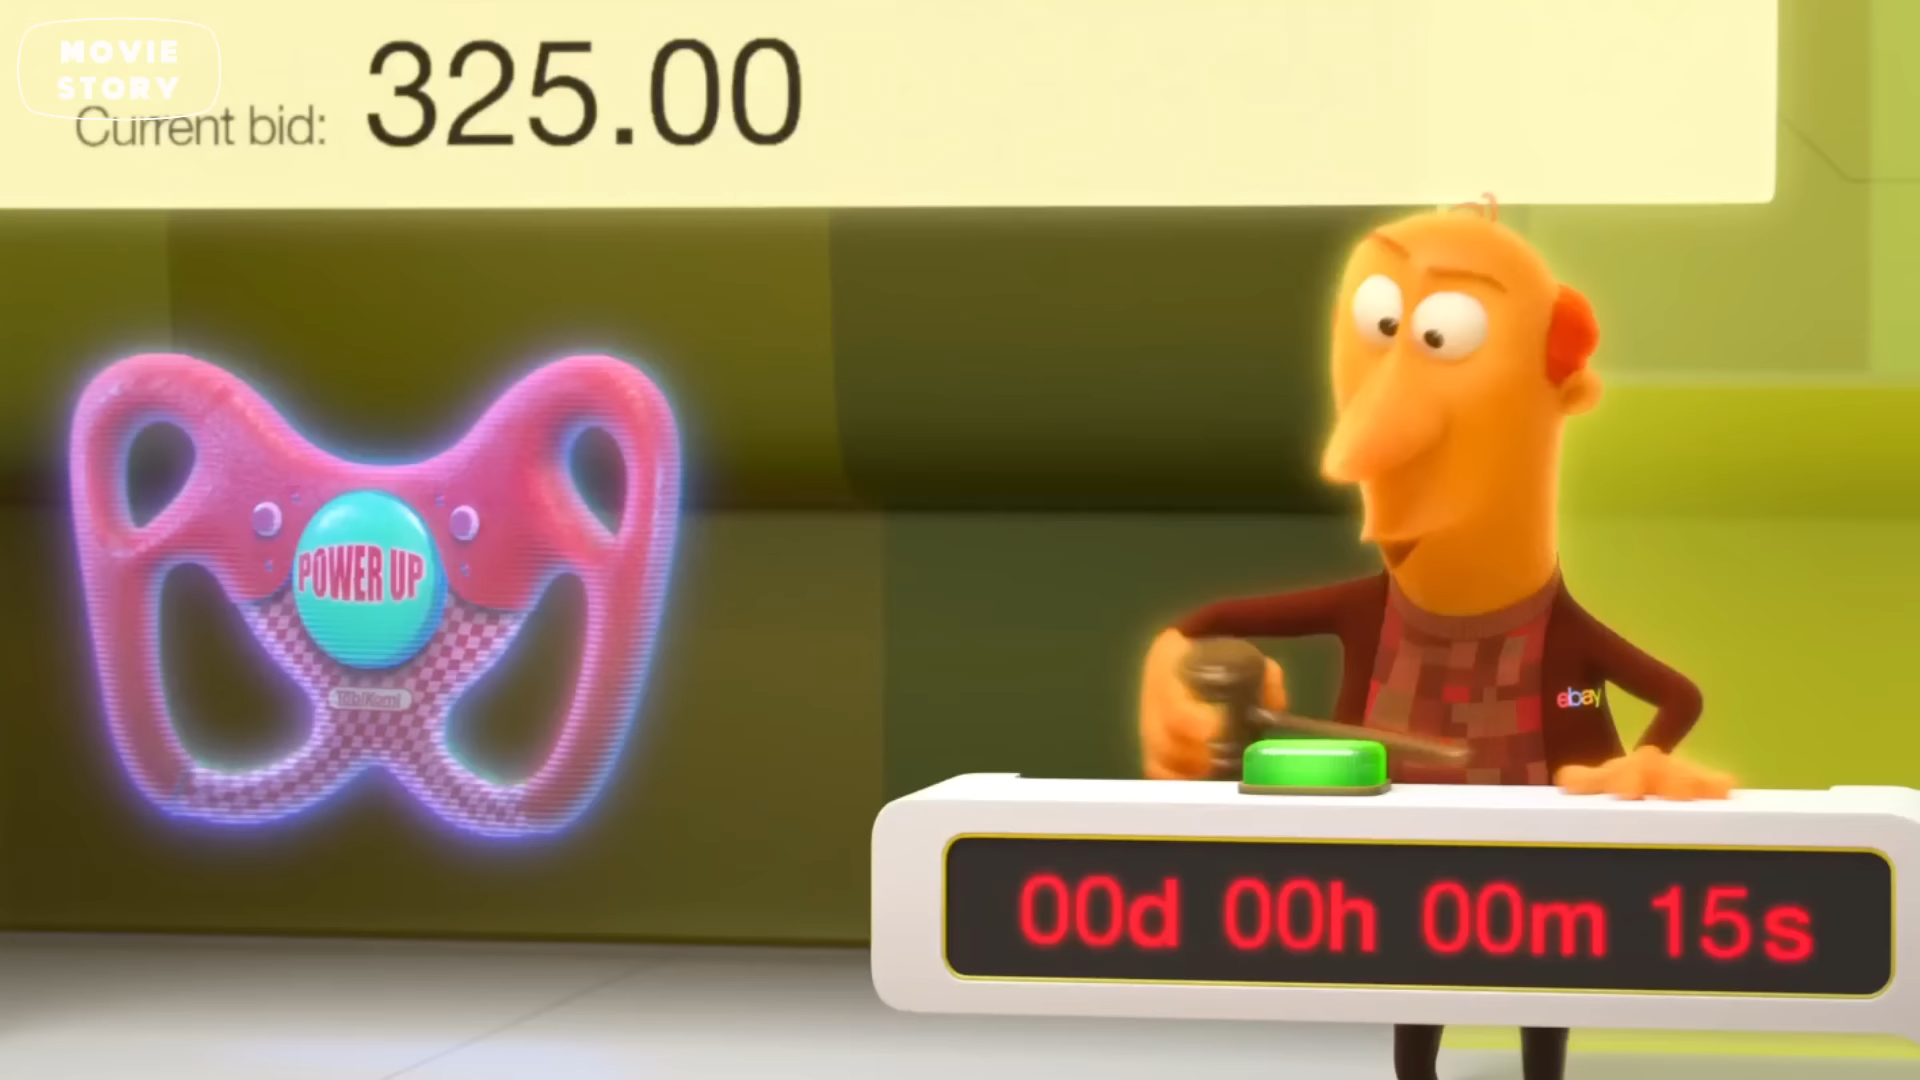 MOVIE
STORY
Current bid: 325.00
POWER UP
ebay
00d 00h 00m 15s